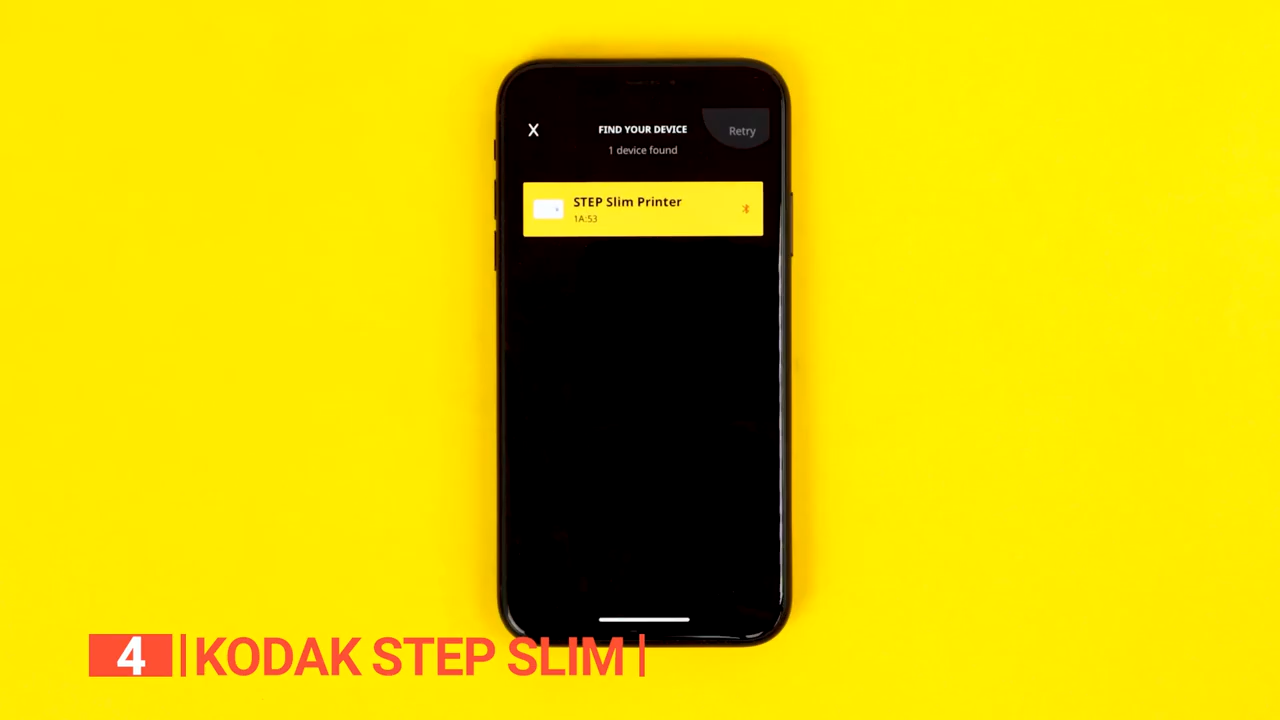 X
FIND YOUR DEVICE
Retry
1 device found
STEP Slim Printer
1A:53
4 | KODAK STEP SLIM |